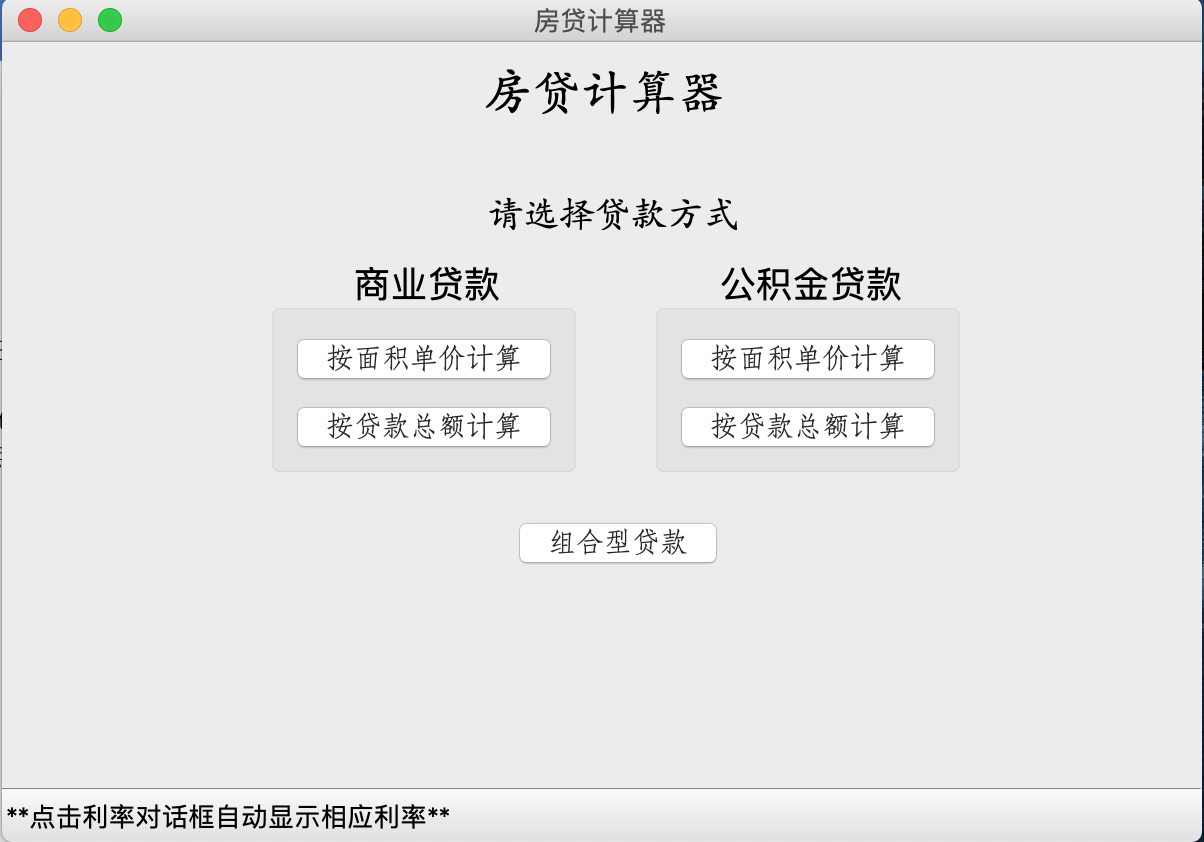 房贷计算器
房贷计算器
请选择贷款方式
商业贷款
公积金贷款
按面积单价计算
按面积单价计算
按贷款总额计算
按贷款总额计算
组合型贷款
**点击利率对话框自动显示相应利率**